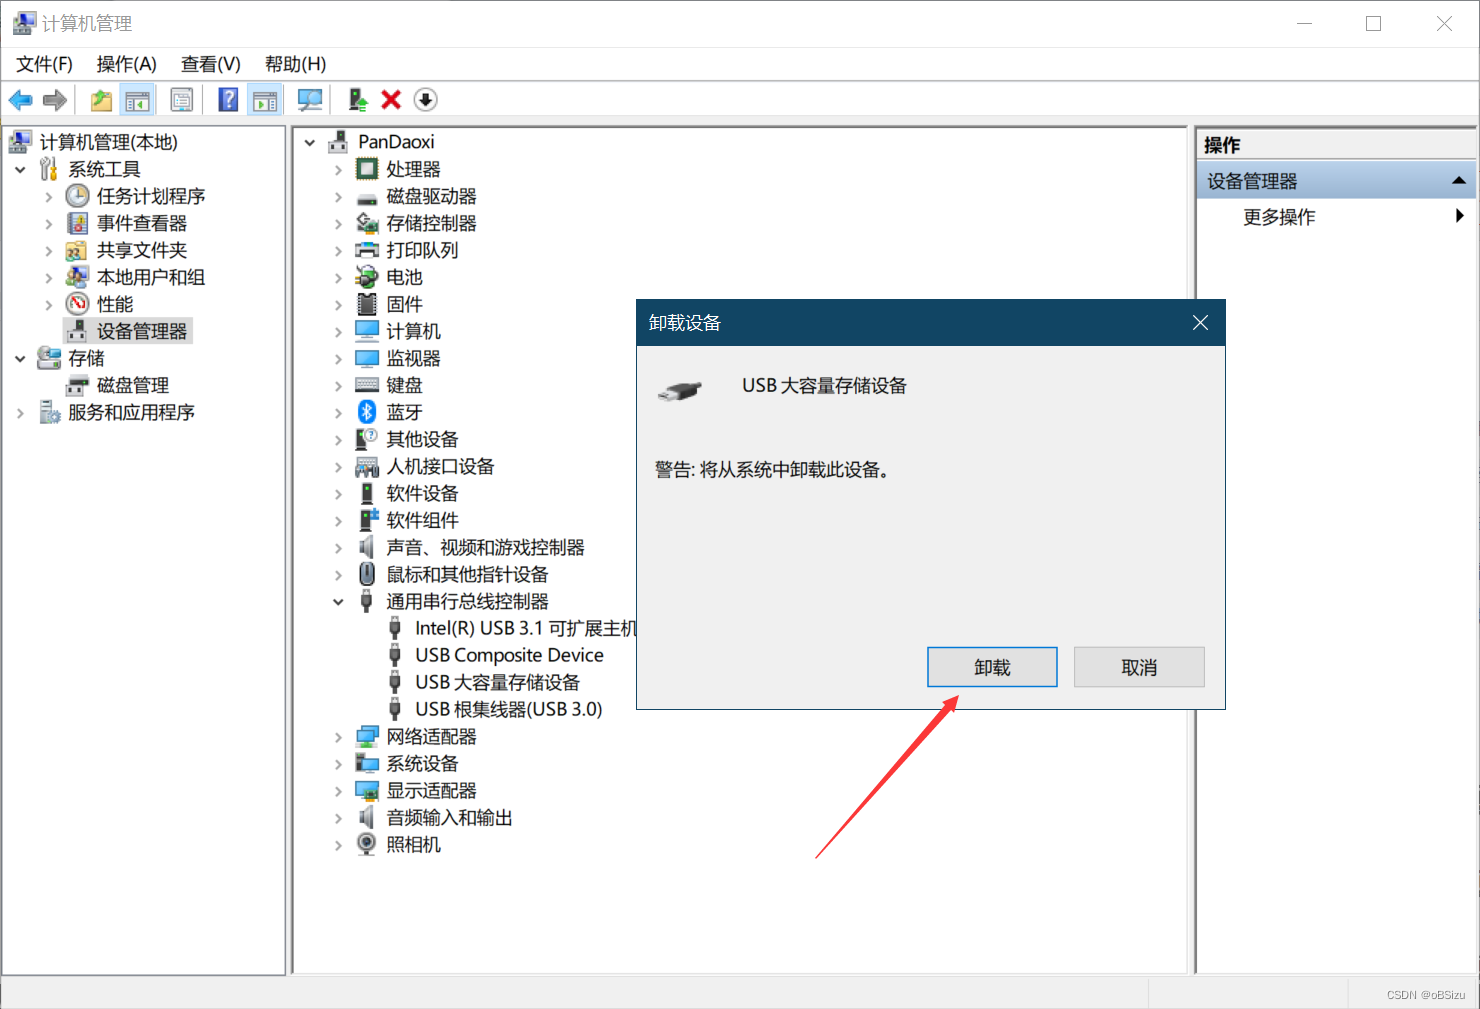 计算机管理
文件(F) 操作(A) 查看(V) 帮助(H)
计算机管理(本地)
系统工具
任务计划程序
事件查看器
共享文件夹
本地用户和组
性能
设备管理器
存储
磁盘管理
服务和应用程序
PanDaoxi
处理器
磁盘驱动器
存储控制器
打印队列
电池
固件
计算机
监视器
键盘
蓝牙
其他设备
人机接口设备
软件设备
软件组件
声音、视频和游戏控制器
鼠标和其他指针设备
通用串行总线控制器
Intel(R) USB 3.1 可扩展主机
USB Composite Device
USB 大容量存储设备
USB 根集线器(USB 3.0)
网络适配器
系统设备
显示适配器
音频输入和输出
照相机
卸载设备
USB 大容量存储设备
警告: 将从系统中卸载此设备。
卸载
取消
操作
设备管理器
更多操作
CSDN @oBSizu